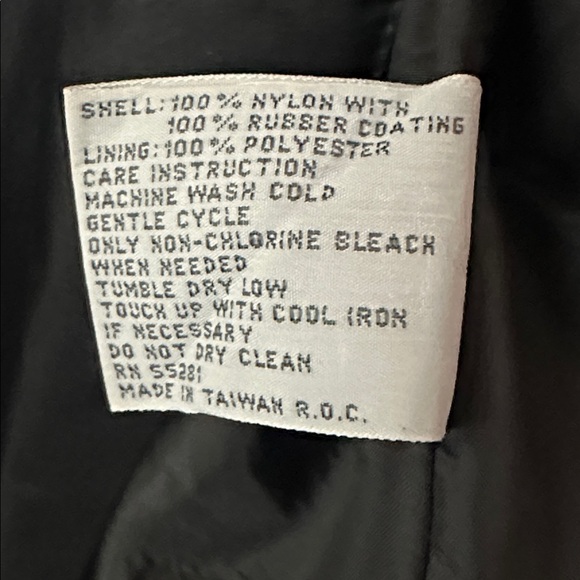 SHELL:100% NYLON WITH
100% RUBBER COATING
LINING:100% POLYESTER
CARE INSTRUCTION
MACHINE WASH COLD
GENTLE CYCLE
ONLY NON-CHLORINE BLEACH
WHEN NEEDED
TUMBLE DRY LOW
TOUCH UP WITH COOL IRON
IF NECESSARY
DO NOT DRY CLEAN
RN 55281
MADE IN TAIWAN R.O.C.